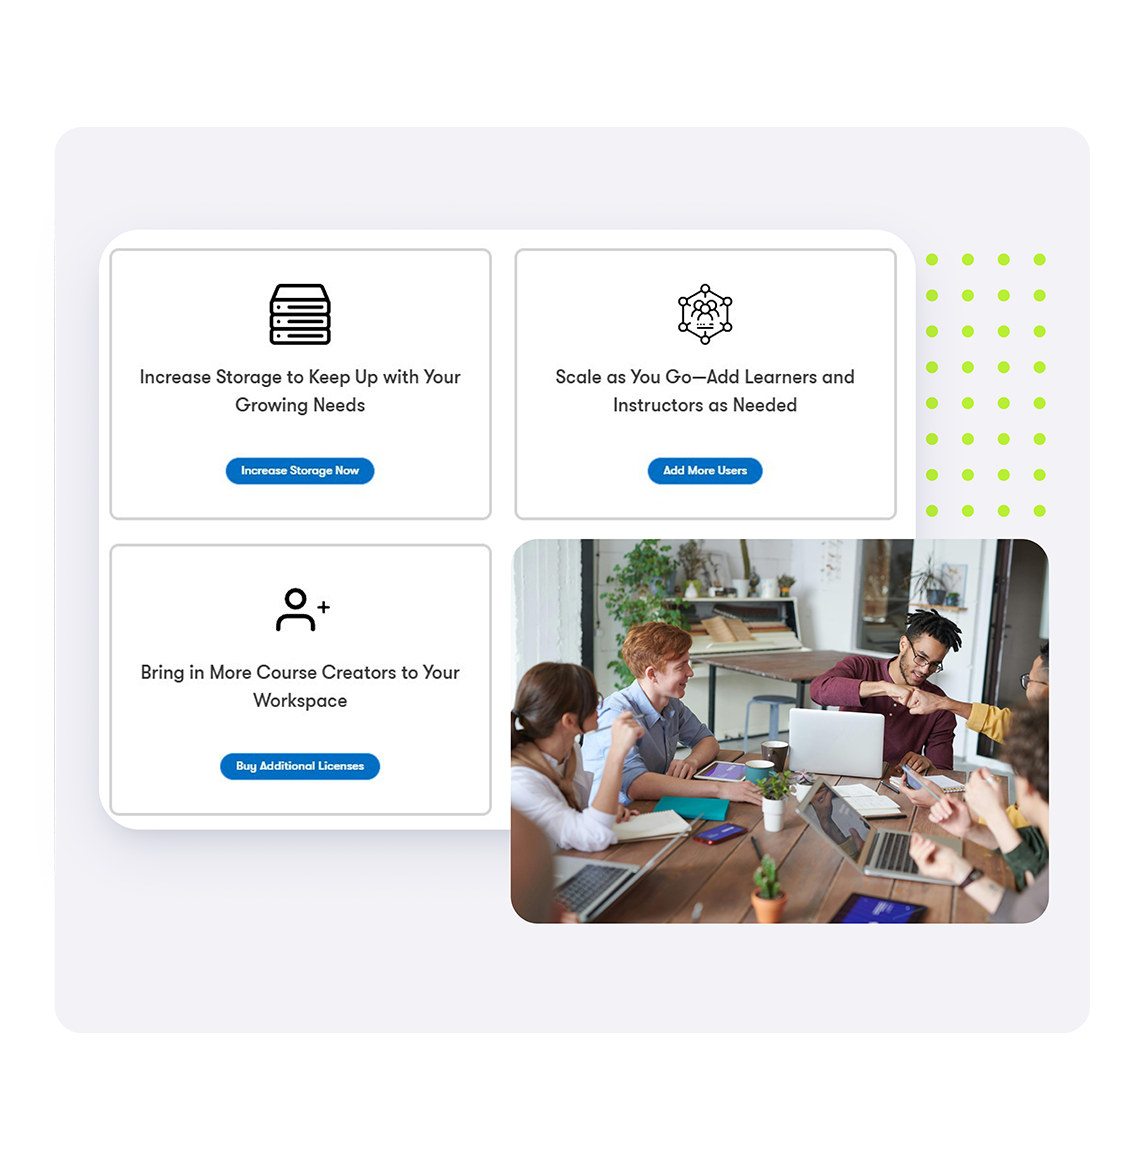 Increase Storage to Keep Up with Your
Growing Needs
Increase Storage Now
Scale as You Go—Add Learners and
Instructors as Needed
Add More Users
Bring in More Course Creators to Your
Workspace
Buy Additional Licenses